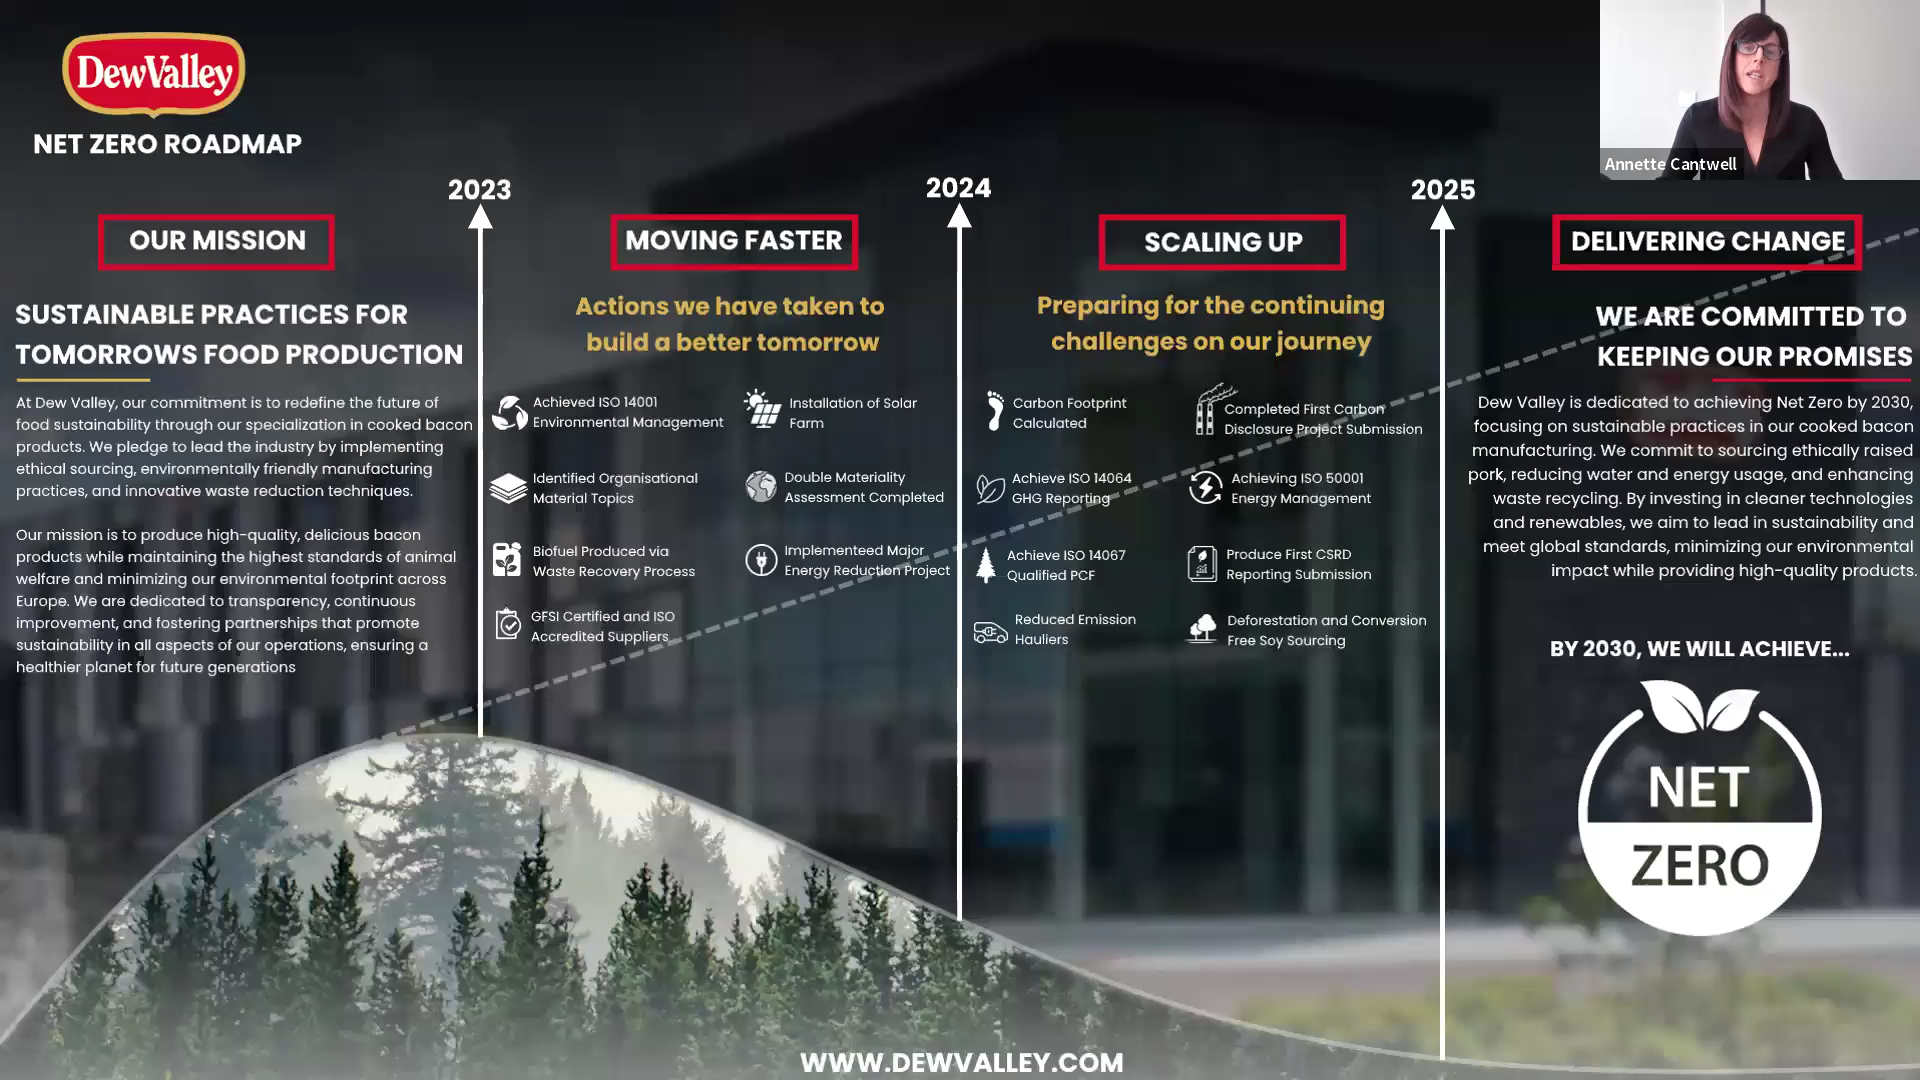 DewValley
NET ZERO ROADMAP
Annette Cantwell
2023
2024
2025
OUR MISSION
SUSTAINABLE PRACTICES FOR
TOMORROWS FOOD PRODUCTION
At Dew Valley, our commitment is to redefine the future of
food sustainability through our specialization in cooked bacon
products. We pledge to lead the industry by implementing
ethical sourcing, environmentally friendly manufacturing
practices, and innovative waste reduction techniques.
Our mission is to produce high-quality, delicious bacon
products while maintaining the highest standards of animal
welfare and minimizing our environmental footprint across
Europe. We are dedicated to transparency, continuous
improvement, and fostering partnerships that promote
sustainability in all aspects of our operations, ensuring a
healthier planet for future generations
MOVING FASTER
Actions we have taken to
build a better tomorrow
Achieved ISO 14001
Environmental Management
Installation of Solar
Farm
Identified Organisational
Material Topics
Double Materiality
Assessment Completed
Biofuel Produced via
Waste Recovery Process
Implementeed Major
Energy Reduction Project
GFSI Certified and ISO
Accredited Suppliers
SCALING UP
Preparing for the continuing
challenges on our journey
Carbon Footprint
Calculated
Completed First Carbon
Disclosure Project Submission
Achieve ISO 14064
GHG Reporting
Achieving ISO 50001
Energy Management
Achieve ISO 14067
Qualified PCF
Produce First CSRD
Reporting Submission
Reduced Emission
Hauliers
Deforestation and Conversion
Free Soy Sourcing
DELIVERING CHANGE
WE ARE COMMITTED TO
KEEPING OUR PROMISES
Dew Valley is dedicated to achieving Net Zero by 2030,
focusing on sustainable practices in our cooked bacon
manufacturing. We commit to sourcing ethically raised
pork, reducing water and energy usage, and enhancing
waste recycling. By investing in cleaner technologies
and renewables, we aim to lead in sustainability and
meet global standards, minimizing our environmental
impact while providing high-quality products.
BY 2030, WE WILL ACHIEVE...
NET
ZERO
WWW.DEWVALLEY.COM